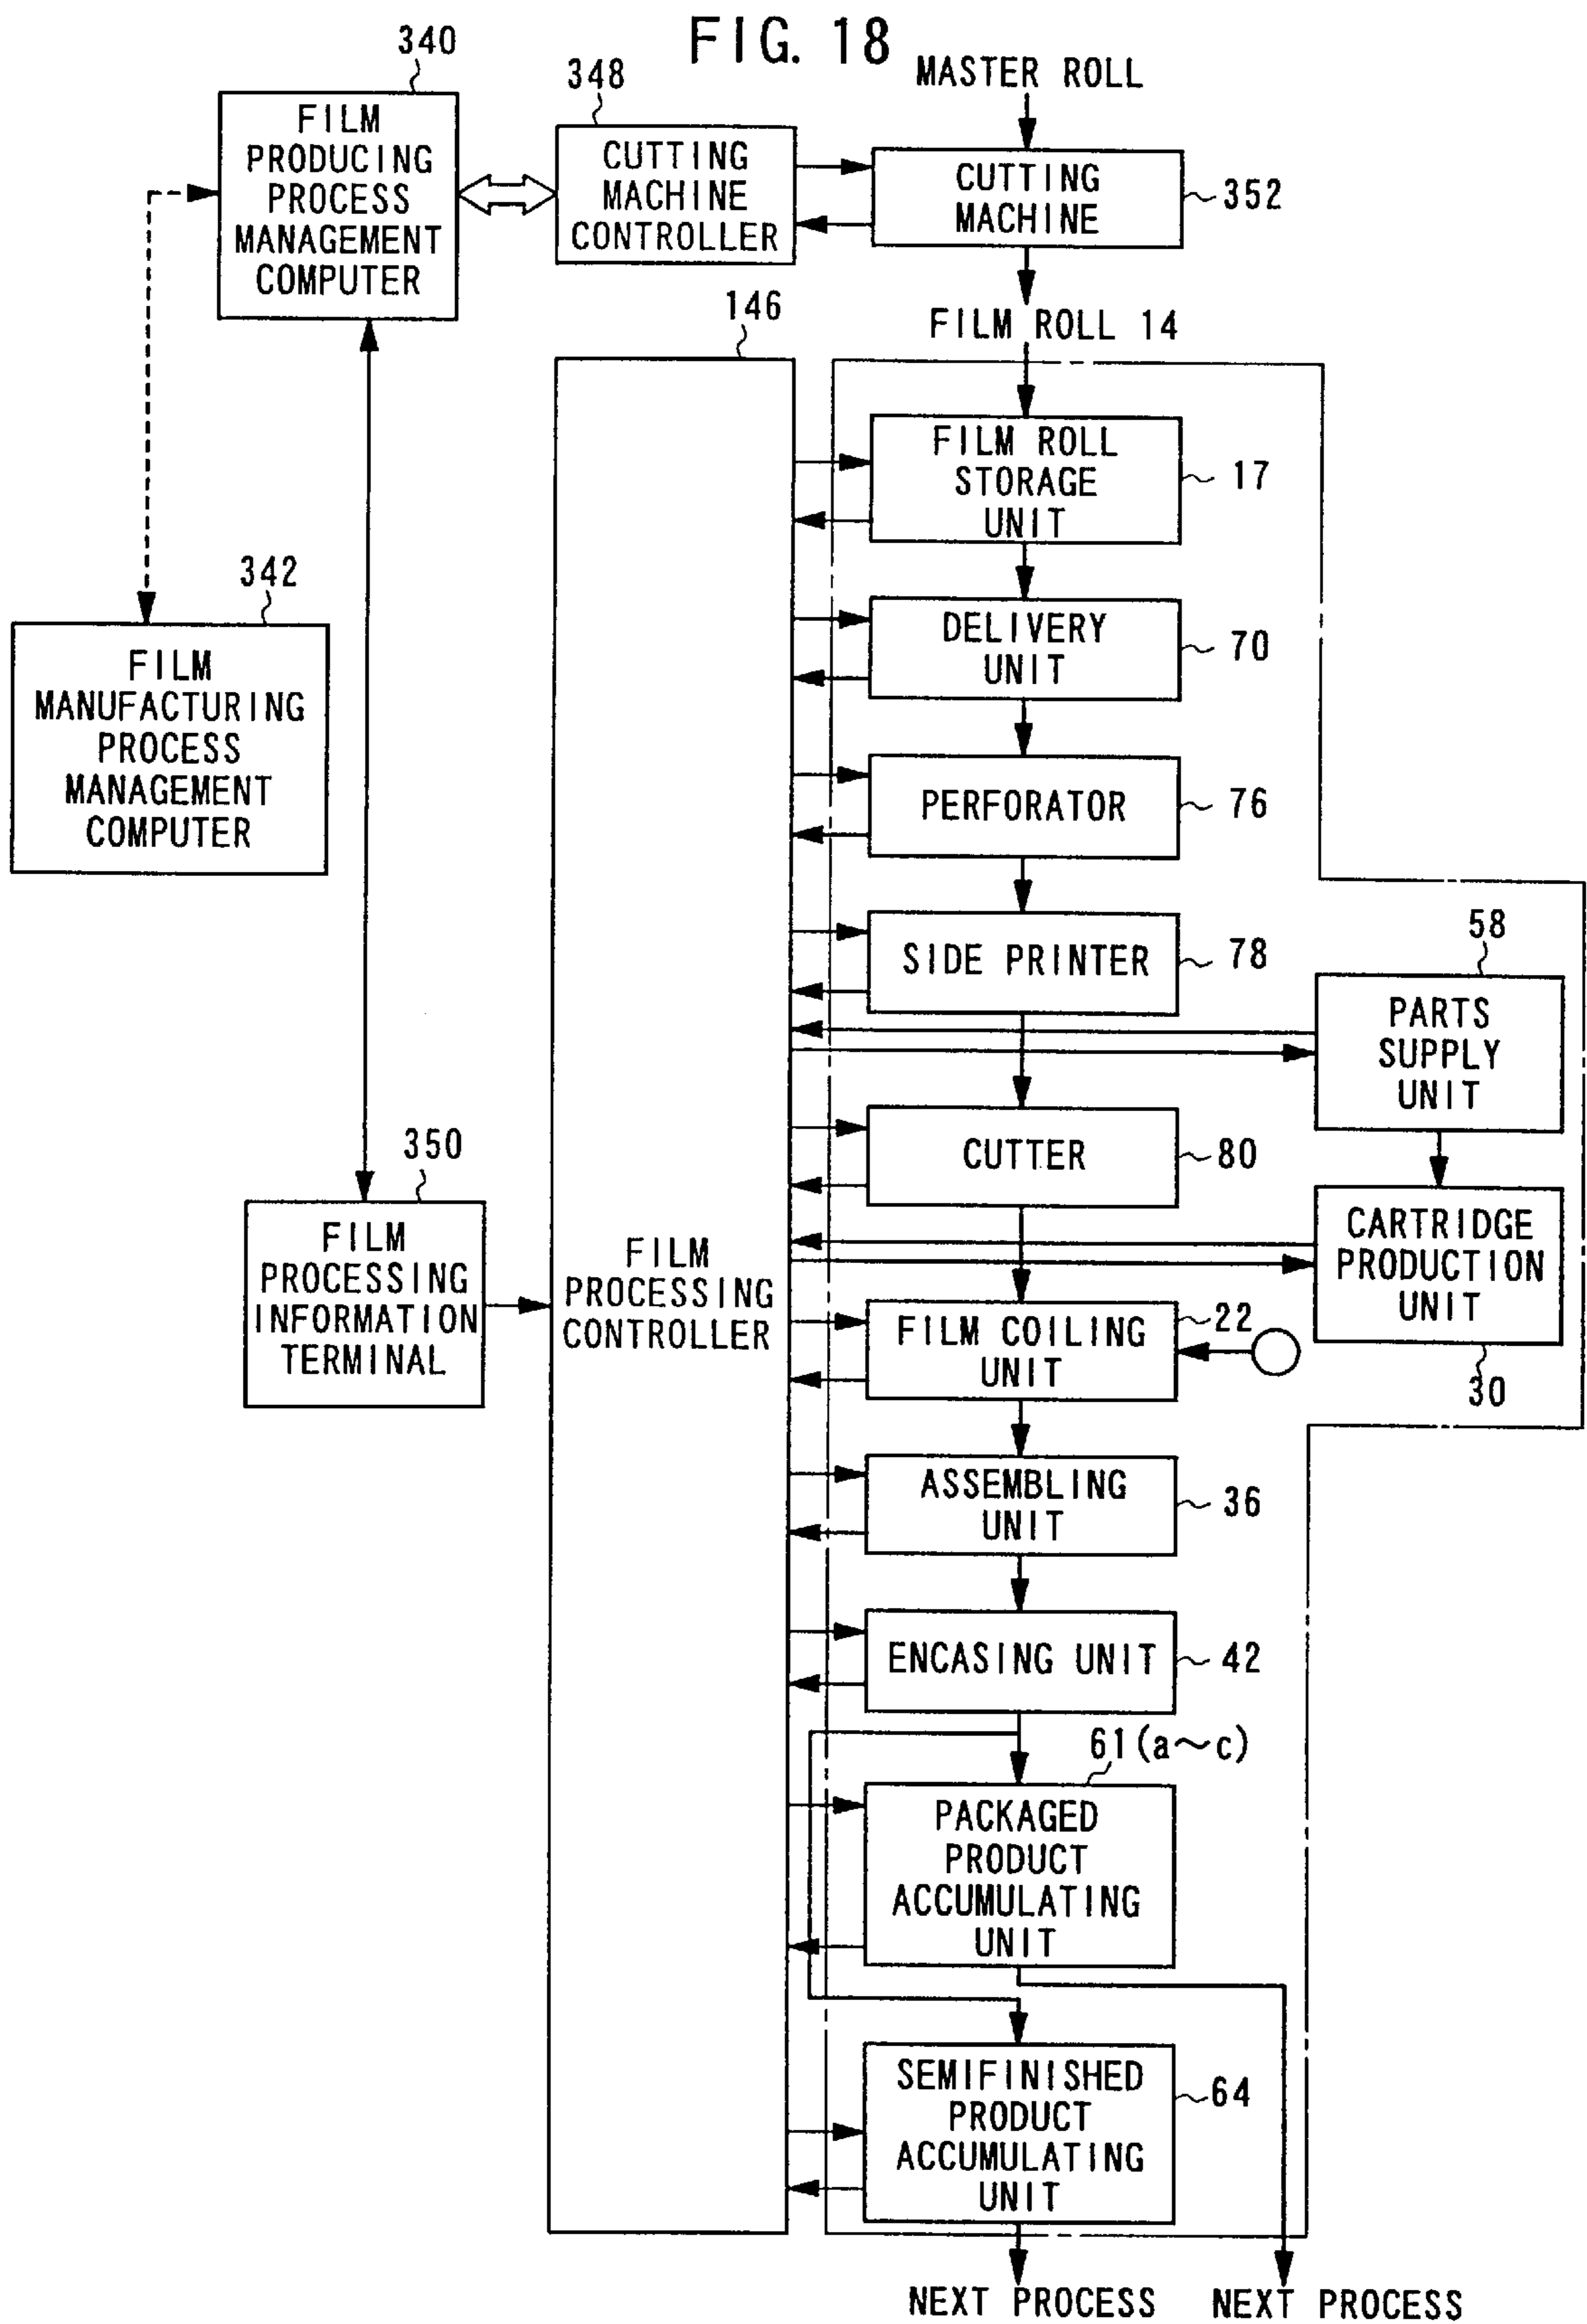 FIG. 18
340
FILM
PRODUCING
PROCESS
MANAGEMENT
COMPUTER
348
CUTTING
MACHINE
CONTROLLER
MASTER ROLL
CUTTING
MACHINE
352
FILM ROLL 14
146
FILM
PROCESSING
CONTROLLER
FILM ROLL
STORAGE
UNIT
17
342
FILM
MANUFACTURING
PROCESS
MANAGEMENT
COMPUTER
DELIVERY
UNIT
70
PERFORATOR
76
SIDE PRINTER
78
58
PARTS
SUPPLY
UNIT
CUTTER
80
350
FILM
PROCESSING
INFORMATION
TERMINAL
CARTRIDGE
PRODUCTION
UNIT
30
FILM COILING
UNIT
22
ASSEMBLING
UNIT
36
ENCASING UNIT
42
61(a~c)
PACKAGED
PRODUCT
ACCUMULATING
UNIT
SEMIFINISHED
PRODUCT
ACCUMULATING
UNIT
64
NEXT PROCESS
NEXT PROCESS